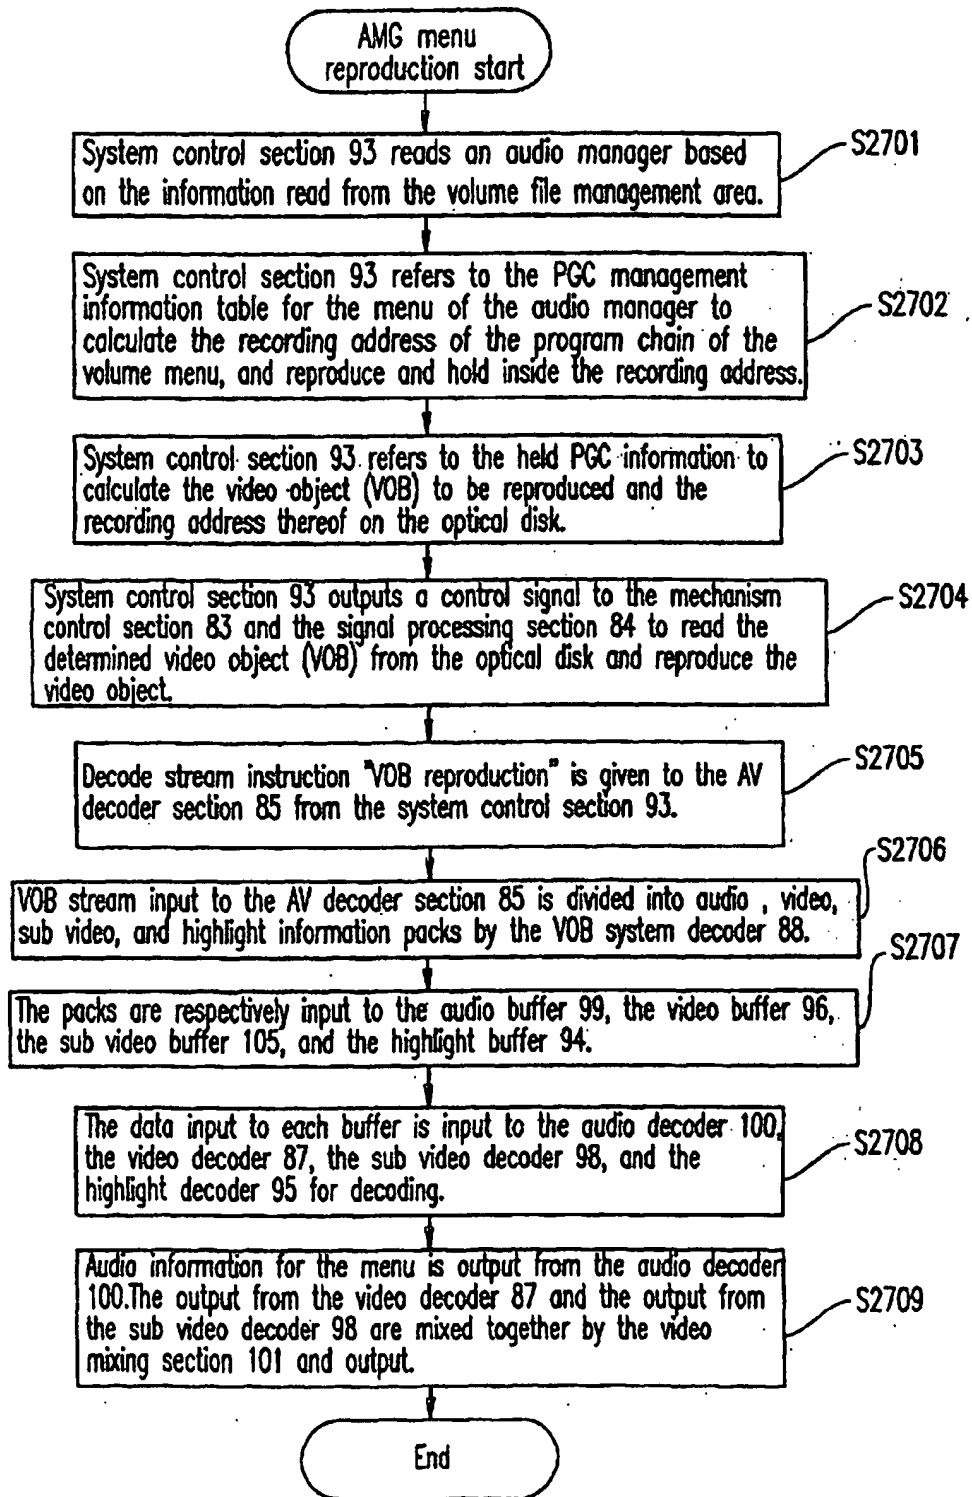 AMG menu
reproduction start
System control section 93 reads an audio manager based
on the information read from the volume file management area.
S2701
System control section 93 refers to the PGC management
information table for the menu of the audio manager to
calculate the recording address of the program chain of the
volume menu, and reproduce and hold inside the recording address.
S2702
System control section 93 refers to the held PGC information to
calculate the video object (VOB) to be reproduced and the
recording address thereof on the optical disk.
S2703
System control section 93 outputs a control signal to the mechanism
control section 83 and the signal processing section 84 to read the
determined video object (VOB) from the optical disk and reproduce the
video object.
S2704
Decode stream instruction "VOB reproduction" is given to the AV
decoder section 85 from the system control section 93.
S2705
VOB stream input to the AV decoder section 85 is divided into audio , video,
sub video, and highlight information packs by the VOB system decoder 88.
S2706
The packs are respectively input to the audio buffer 99, the video buffer 96,
the sub video buffer 105, and the highlight buffer 94.
S2707
The data input to each buffer is input to the audio decoder 100,
the video decoder 87, the sub video decoder 98, and the
highlight decoder 95 for decoding.
S2708
Audio information for the menu is output from the audio decoder
100.The output from the video decoder 87 and the output from
the sub video decoder 98 are mixed together by the video
mixing section 101 and output.
S2709
End